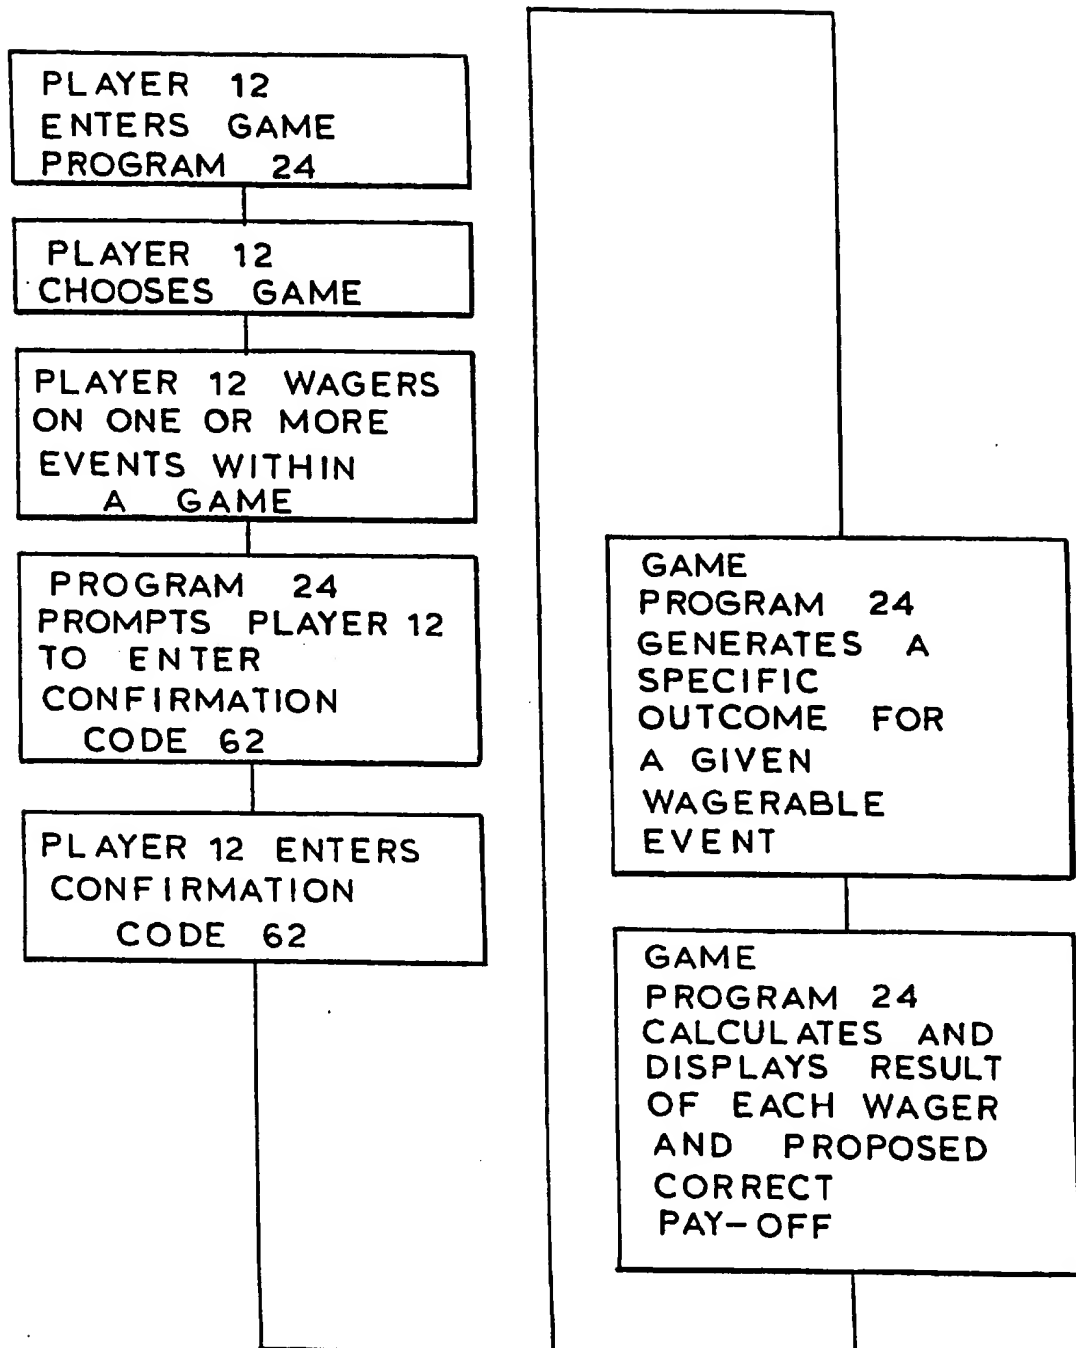 PLAYER 12
ENTERS GAME
PROGRAM 24
PLAYER 12
CHOOSES GAME
PLAYER 12 WAGERS
ON ONE OR MORE
EVENTS WITHIN
A GAME
PROGRAM 24
PROMPTS PLAYER 12
TO ENTER
CONFIRMATION
CODE 62
PLAYER 12 ENTERS
CONFIRMATION
CODE 62
GAME
PROGRAM 24
GENERATES A
SPECIFIC
OUTCOME FOR
A GIVEN
WAGERABLE
EVENT
GAME
PROGRAM 24
CALCULATES AND
DISPLAYS RESULT
OF EACH WAGER
AND PROPOSED
CORRECT
PAY-OFF